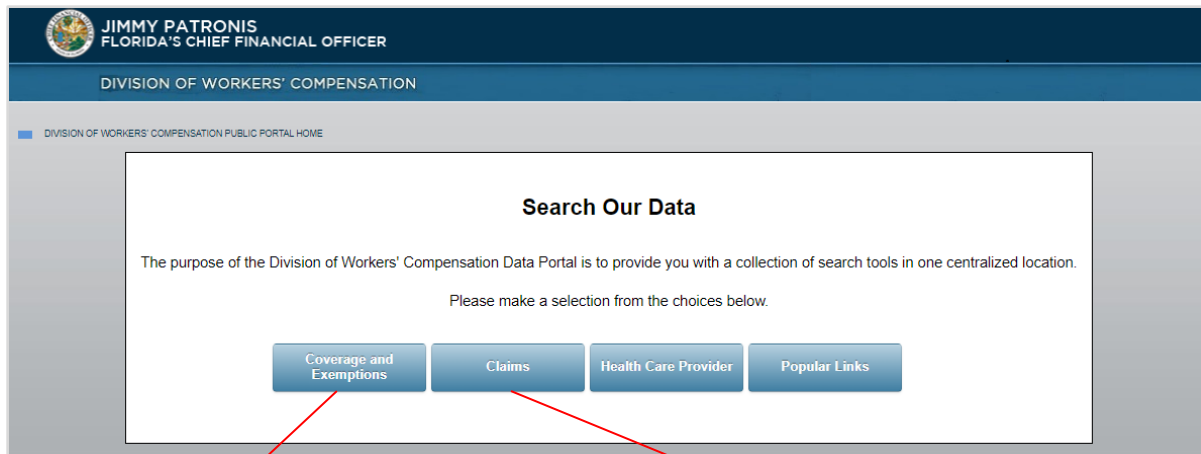 JIMMY PATRONIS
FLORIDA'S CHIEF FINANCIAL OFFICER
DIVISION OF WORKERS' COMPENSATION
DIVISION OF WORKERS' COMPENSATION PUBLIC PORTAL HOME
Search Our Data
The purpose of the Division of Workers' Compensation Data Portal is to provide you with a collection of search tools in one centralized location.
Please make a selection from the choices below.
Coverage and
Exemptions
Claims
Health Care Provider
Popular Links